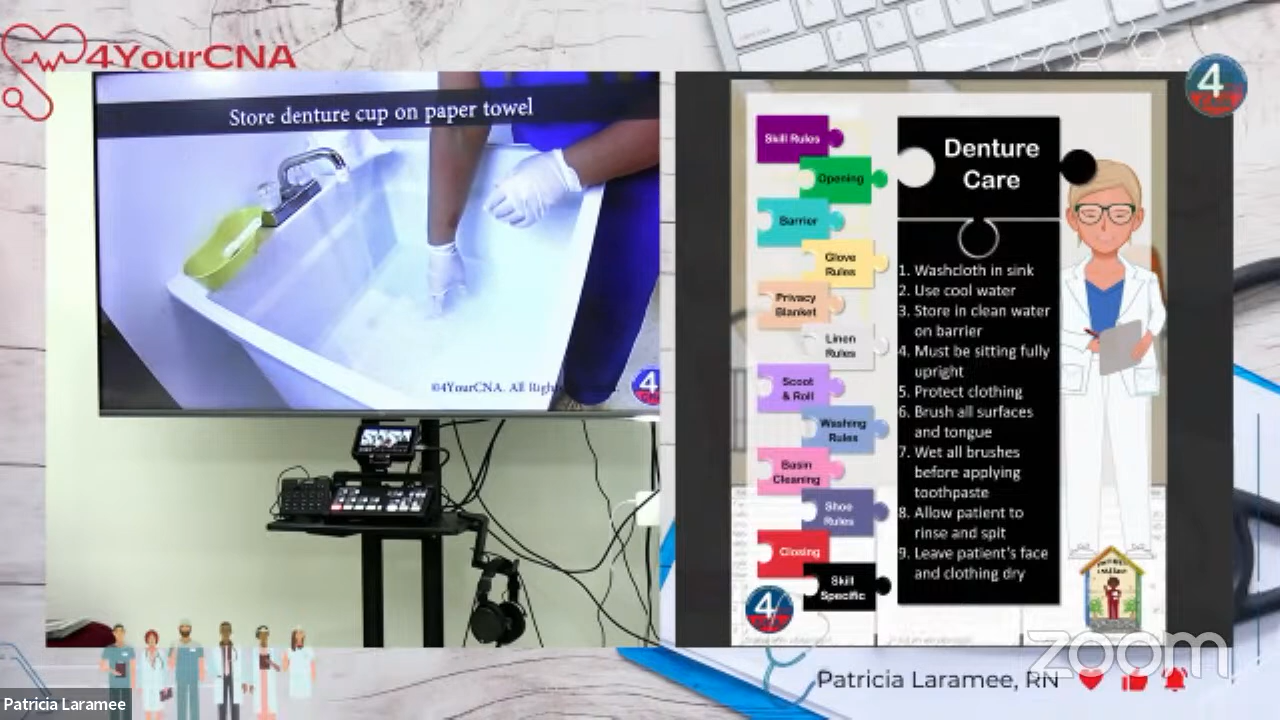 4YourCNA
Store denture cup on paper towel
©4YourCNA. All Righ
4
4
Skill Rules
Opening
Barrier
Glove
Rules
Privacy
Blanket
Linen
Rules
Scoot
& Roll
Washing
Rules
Basin
Cleaning
Shoe
Rules
Closing
Skill
Specific
4
Denture
Care
1. Washcloth in sink
2. Use cool water
3. Store in clean water
on barrier
4. Must be sitting fully
upright
5. Protect clothing
6. Brush all surfaces
and tongue
7. Wet all brushes
before applying
toothpaste
8. Allow patient to
rinse and spit
9. Leave patient's face
and clothing dry
zoom
Patricia Laramee, RN
Patricia Laramee